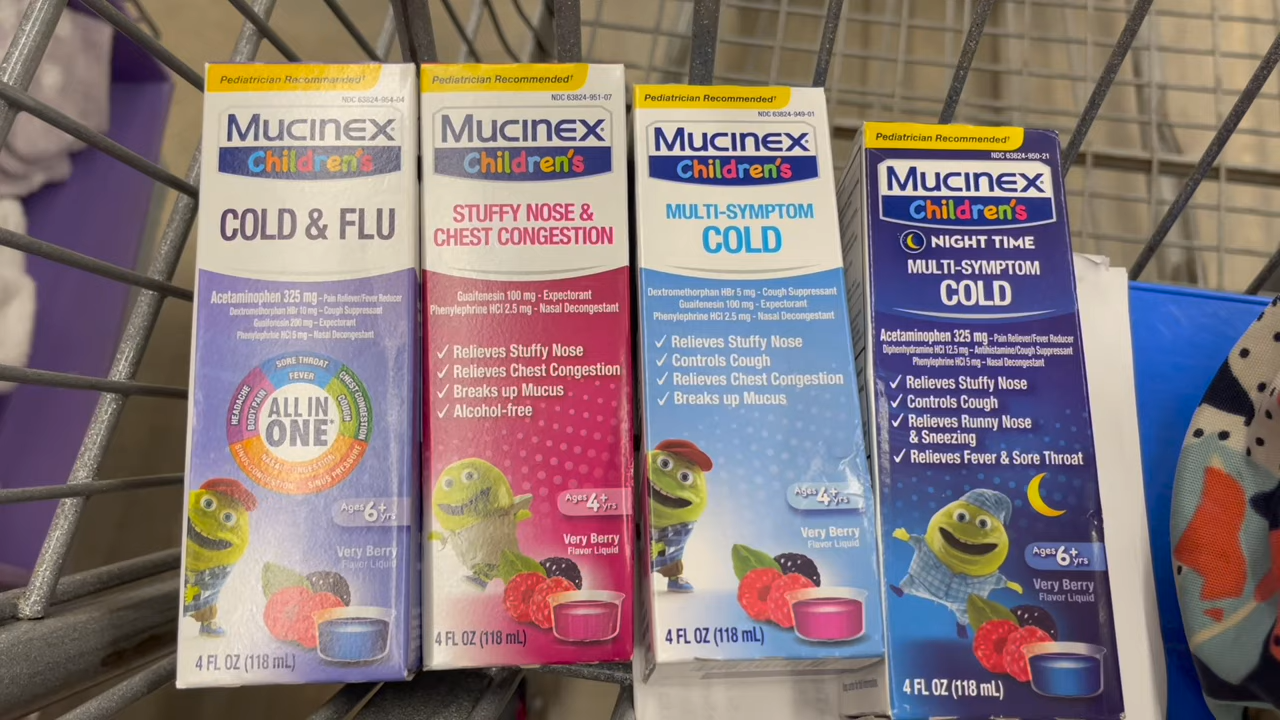 Pediatrician Recommended†
NDC 63824-954-04
Mucinex
Children's
COLD & FLU
Acetaminophen 325 mg – Pain Reliever/Fever Reducer
Dextromethorphan HBr 10 mg – Cough Suppressant
Guaifenesin 200 mg – Expectorant
Phenylephrine HCl 5 mg – Nasal Decongestant
SORE THROAT
FEVER
HEADACHE
BODY PAIN
CHEST CONGESTION
COUGH
ALL IN
ONE
NASAL CONGESTION
SINUS CONGESTION
SINUS PRESSURE
Ages 6+ yrs
Very Berry
Flavor Liquid
4 FL OZ (118 mL)
Pediatrician Recommended†
NDC 63824-951-07
Mucinex
Children's
STUFFY NOSE &
CHEST CONGESTION
Guaifenesin 100 mg – Expectorant
Phenylephrine HCl 2.5 mg – Nasal Decongestant
✓ Relieves Stuffy Nose
✓ Relieves Chest Congestion
✓ Breaks up Mucus
✓ Alcohol-free
Ages 4+ yrs
Very Berry
Flavor Liquid
4 FL OZ (118 mL)
Pediatrician Recommended†
NDC 63824-949-01
Mucinex
Children's
MULTI-SYMPTOM
COLD
Dextromethorphan HBr 5 mg – Cough Suppressant
Guaifenesin 100 mg – Expectorant
Phenylephrine HCl 2.5 mg – Nasal Decongestant
✓ Relieves Stuffy Nose
✓ Controls Cough
✓ Relieves Chest Congestion
✓ Breaks up Mucus
Ages 4+ yrs
Very Berry
Flavor Liquid
4 FL OZ (118 mL)
Pediatrician Recommended†
NDC 63824-950-21
Mucinex
Children's
NIGHT TIME
MULTI-SYMPTOM
COLD
Acetaminophen 325 mg – Pain Reliever/Fever Reducer
Diphenhydramine HCl 12.5 mg – Antihistamine/Cough Suppressant
Phenylephrine HCl 5 mg – Nasal Decongestant
✓ Relieves Stuffy Nose
✓ Controls Cough
✓ Relieves Runny Nose
& Sneezing
✓ Relieves Fever & Sore Throat
Ages 6+ yrs
Very Berry
Flavor Liquid
4 FL OZ (118 mL)